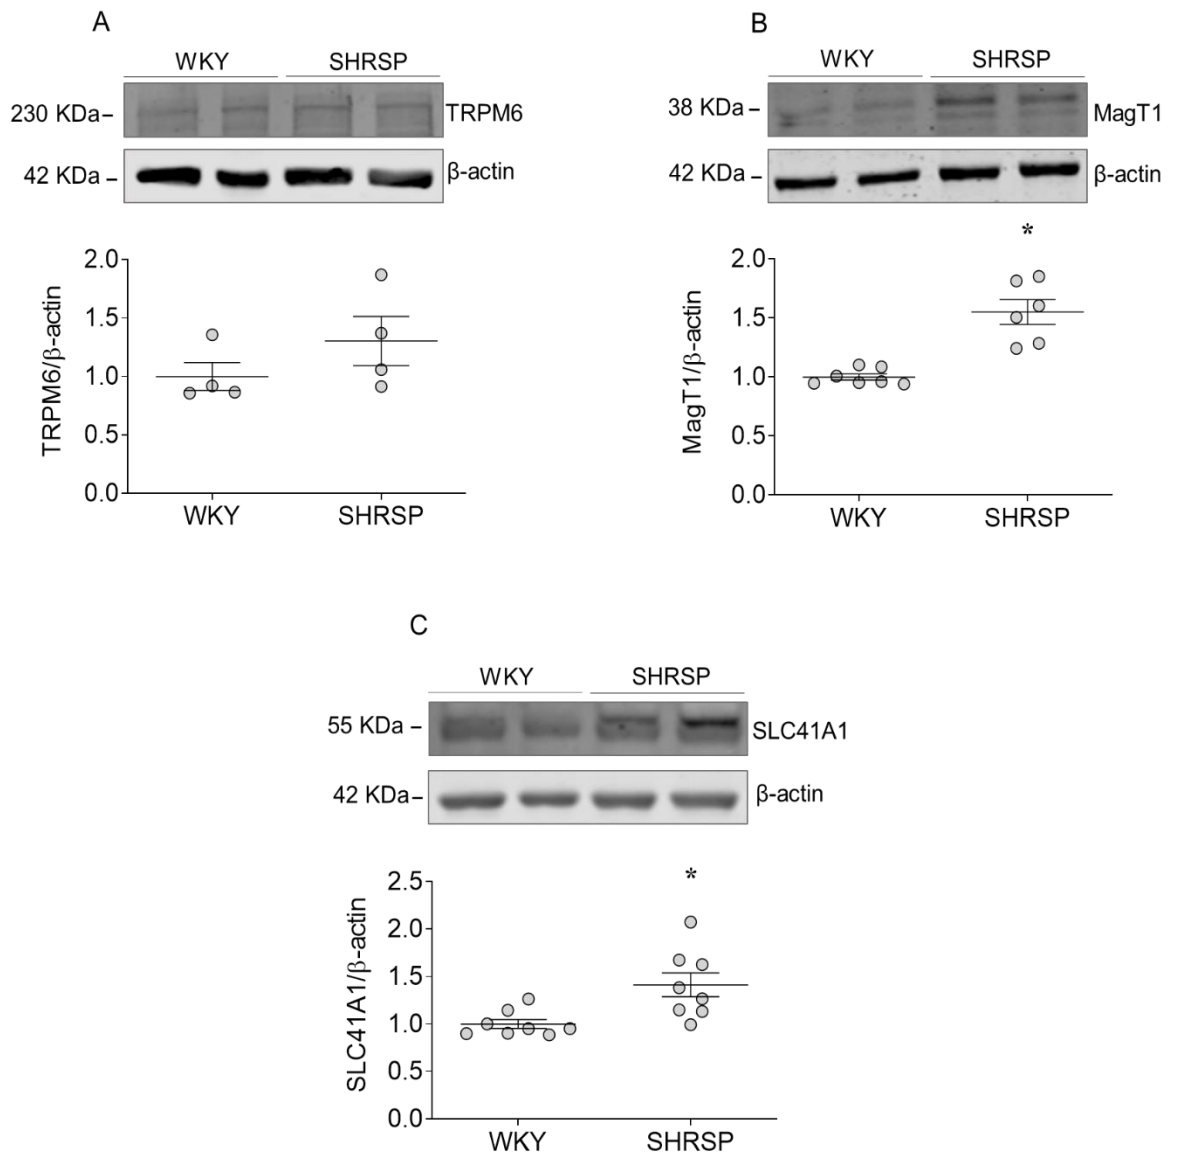 A
WKY SHRSP
230 KDa– TRPM6
42 KDa – β-actin
2.0
1.5
1.0
0.5
0.0
TRPM6/β-actin
WKY SHRSP
B
WKY SHRSP
38 KDa – MagT1
42 KDa – β-actin
*
2.0
1.5
1.0
0.5
0.0
MagT1/β-actin
WKY SHRSP
C
WKY SHRSP
55 KDa – SLC41A1
42 KDa– β-actin
*
2.5
2.0
1.5
1.0
0.5
0.0
SLC41A1/β-actin
WKY SHRSP